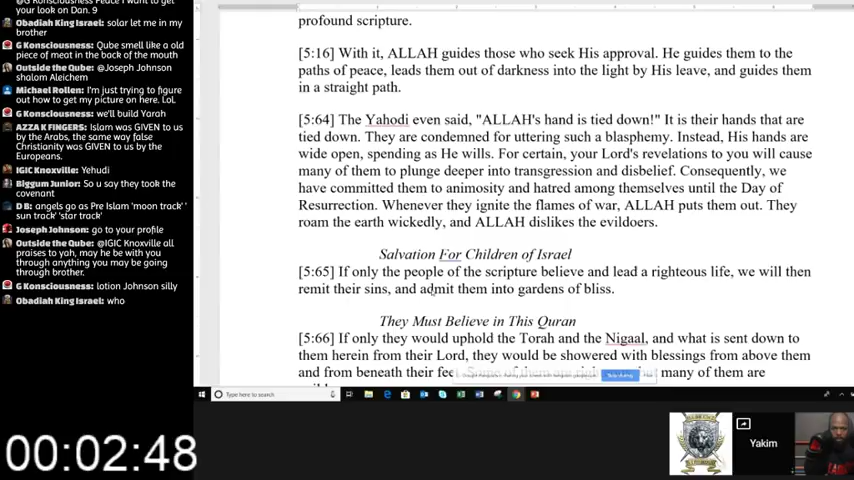 @G Konsciousness Peace I want to get
your look on Dan. 9
Obadiah King Israel: solar let me in my
brother
G Konsciousness: Qube smell like a old
piece of meat in the back of the mouth
Outside the Qube: @Joseph Johnson
shalom Aleichem
Michael Rollen: I'm just trying to figure
out how to get my picture on here. Lol.
G Konsciousness: we'll build Yarah
AZZA K FINGERS: Islam was GIVEN to us
by the Arabs, the same way false
Christianity was GIVEN to us by the
Europeans.
IGIC Knoxville: Yehudi
Biggum Junior: So u say they took the
covenant
D B: angels go as Pre Islam 'moon track' '
sun track' 'star track'
Joseph Johnson: go to your profile
Outside the Qube: @IGIC Knoxville all
praises to yah, may he be with you
through anything you may be going
through brother.
G Konsciousness: lotion Johnson silly
Obadiah King Israel: who
profound scripture.
[5:16] With it, ALLAH guides those who seek His approval. He guides them to the
paths of peace, leads them out of darkness into the light by His leave, and guides them
in a straight path.
[5:64] The Yahodi even said, "ALLAH's hand is tied down!" It is their hands that are
tied down. They are condemned for uttering such a blasphemy. Instead, His hands are
wide open, spending as He wills. For certain, your Lord's revelations to you will cause
many of them to plunge deeper into transgression and disbelief. Consequently, we
have committed them to animosity and hatred among themselves until the Day of
Resurrection. Whenever they ignite the flames of war, ALLAH puts them out. They
roam the earth wickedly, and ALLAH dislikes the evildoers.
Salvation For Children of Israel
[5:65] If only the people of the scripture believe and lead a righteous life, we will then
remit their sins, and admit them into gardens of bliss.
They Must Believe in This Quran
[5:66] If only they would uphold the Torah and the Nigaal, and what is sent down to
them herein from their Lord, they would be showered with blessings from above them
and from beneath their many of them are
Type here to search
Yakim
00:02:48